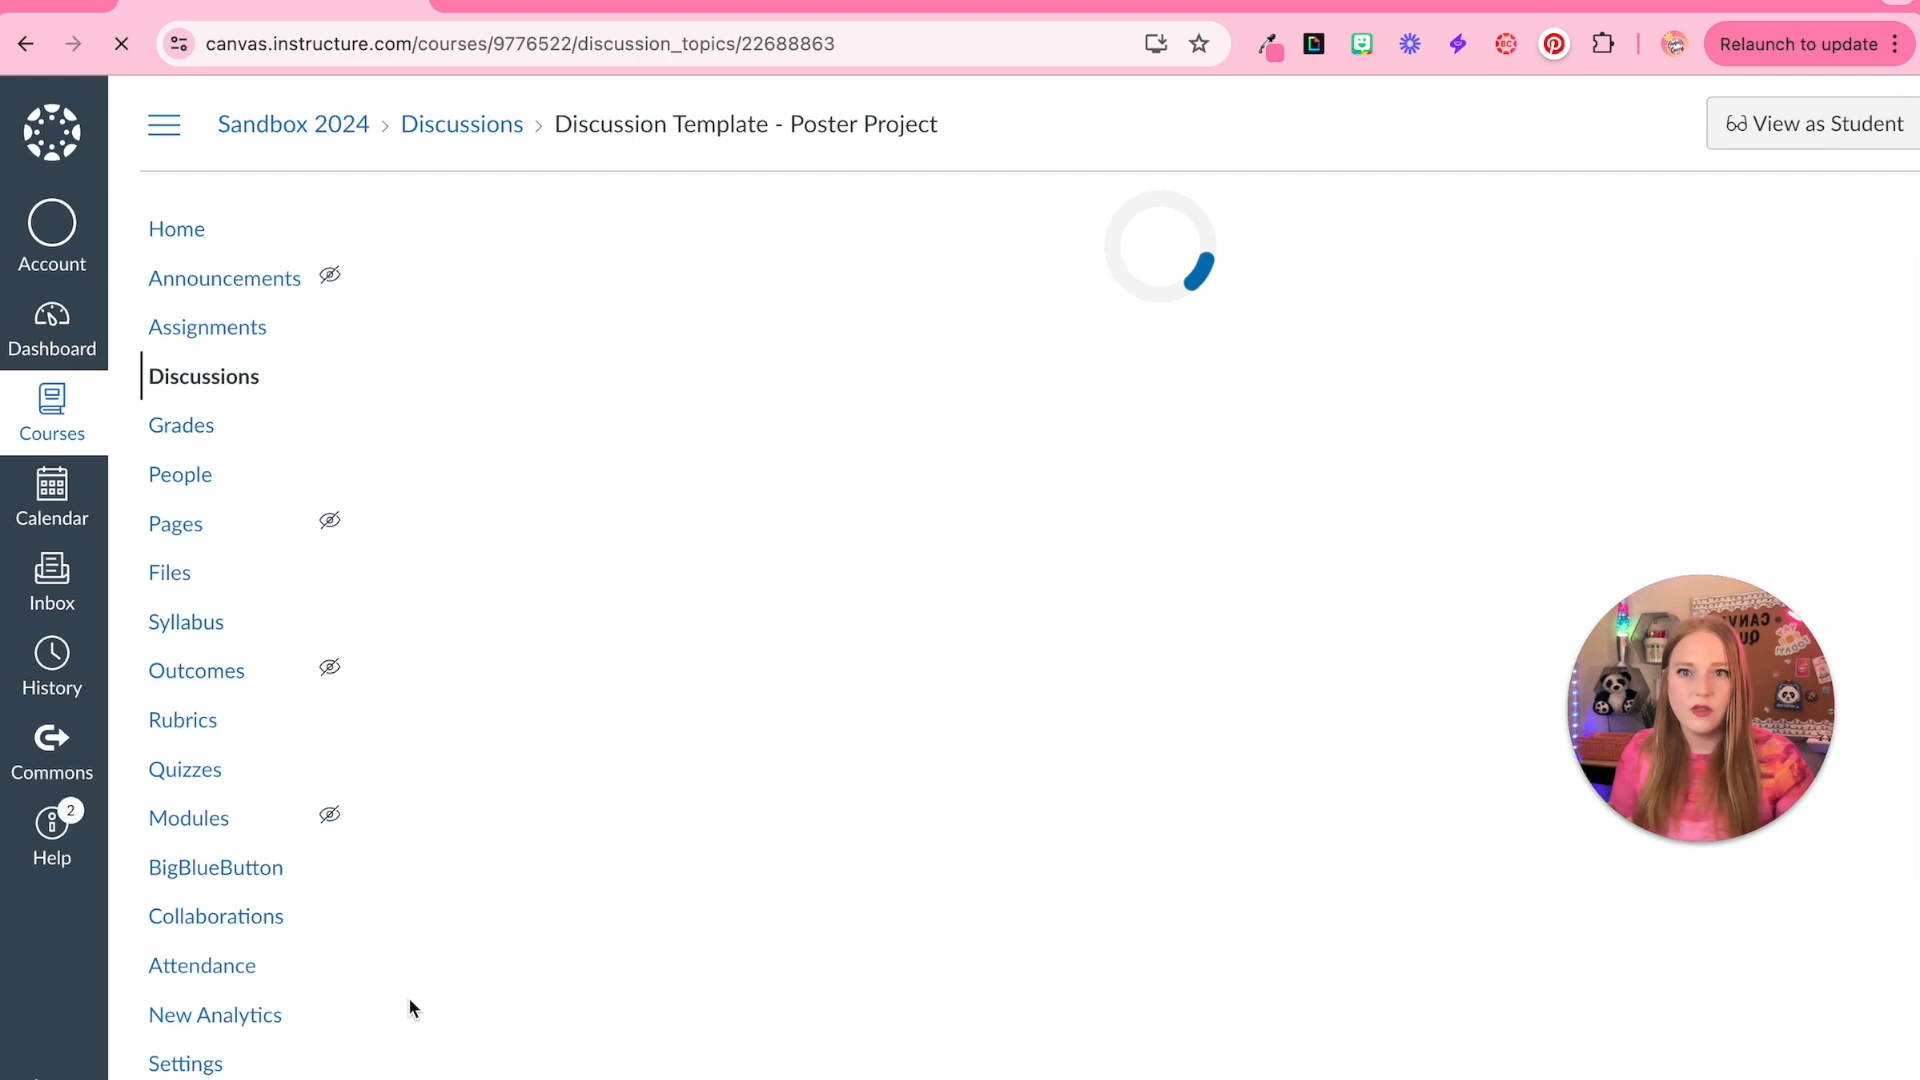 canvas.instructure.com/courses/9776522/discussion_topics/22688863
BC
Relaunch to update
Sandbox 2024 › Discussions › Discussion Template - Poster Project
View as Student
Account
Dashboard
Courses
Calendar
Inbox
History
Commons
2
Help
Home
Announcements
Assignments
Discussions
Grades
People
Pages
Files
Syllabus
Outcomes
Rubrics
Quizzes
Modules
BigBlueButton
Collaborations
Attendance
New Analytics
Settings